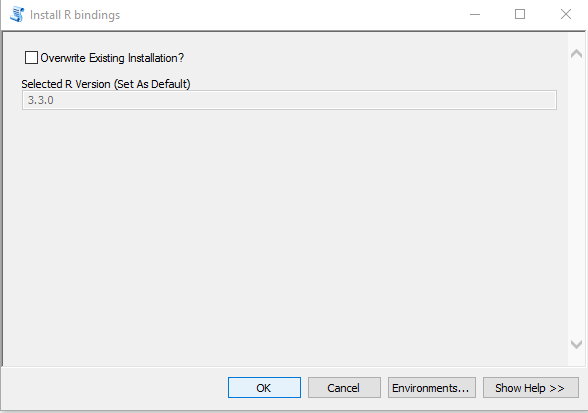 Install R bindings
Overwrite Existing Installation?
Selected R Version (Set As Default)
3.3.0
OK Cancel Environments... Show Help >>